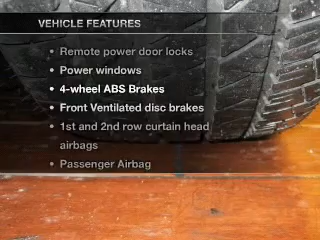 VEHICLE FEATURES
• Remote power door locks
• Power windows
• 4-wheel ABS Brakes
• Front Ventilated disc brakes
• 1st and 2nd row curtain head
airbags
• Passenger Airbag